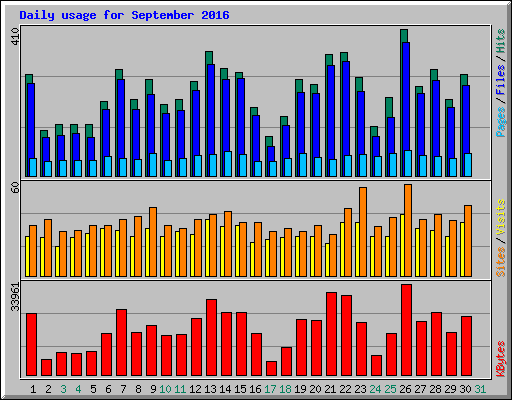 Daily usage for September 2016
410
Pages / Files / Hits
60
Sites / Visits
33961
KBytes
1 2 3 4 5 6 7 8 9 10 11 12 13 14 15 16 17 18 19 20 21 22 23 24 25 26 27 28 29 30 31